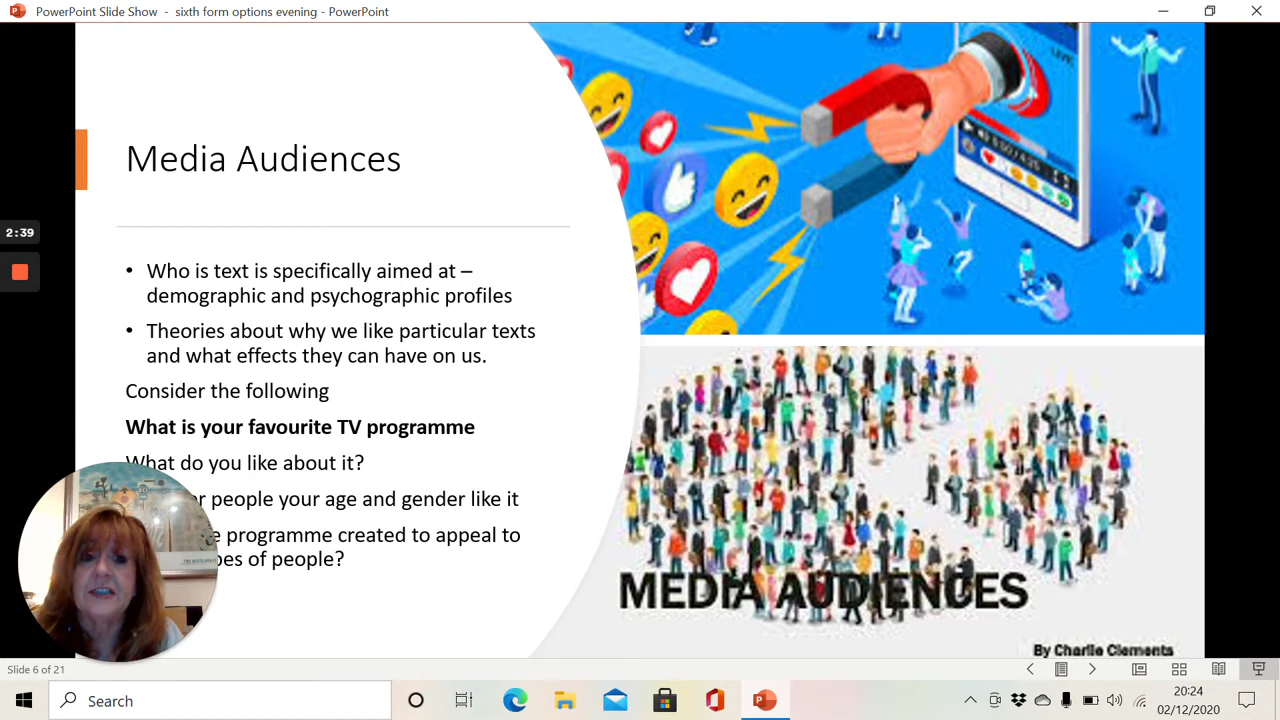 PowerPoint Slide Show - sixth form options evening - PowerPoint
LIVE
Media Audiences
2:39
• Who is text is specifically aimed at –
demographic and psychographic profiles
• Theories about why we like particular texts
and what effects they can have on us.
Consider the following
What is your favourite TV programme
What do you like about it?
people your age and gender like it
programme created to appeal to
of people?
MEDIA AUDIENCES
By Charlie Clements
Slide 6 of 21
Search
20:24
02/12/2020